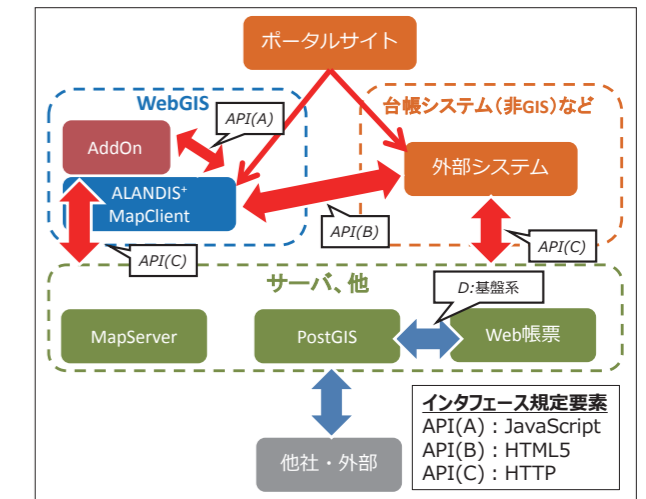 ポータルサイト
WebGIS
台帳システム（非GIS）など
API(A)
AddOn
外部システム
ALANDIS⁺
MapClient
API(B)
API(C)
API(C)
サーバ、他
D:基盤系
MapServer
PostGIS
Web帳票
インタフェース規定要素
API(A)：JavaScript
API(B)：HTML5
API(C)：HTTP
他社・外部